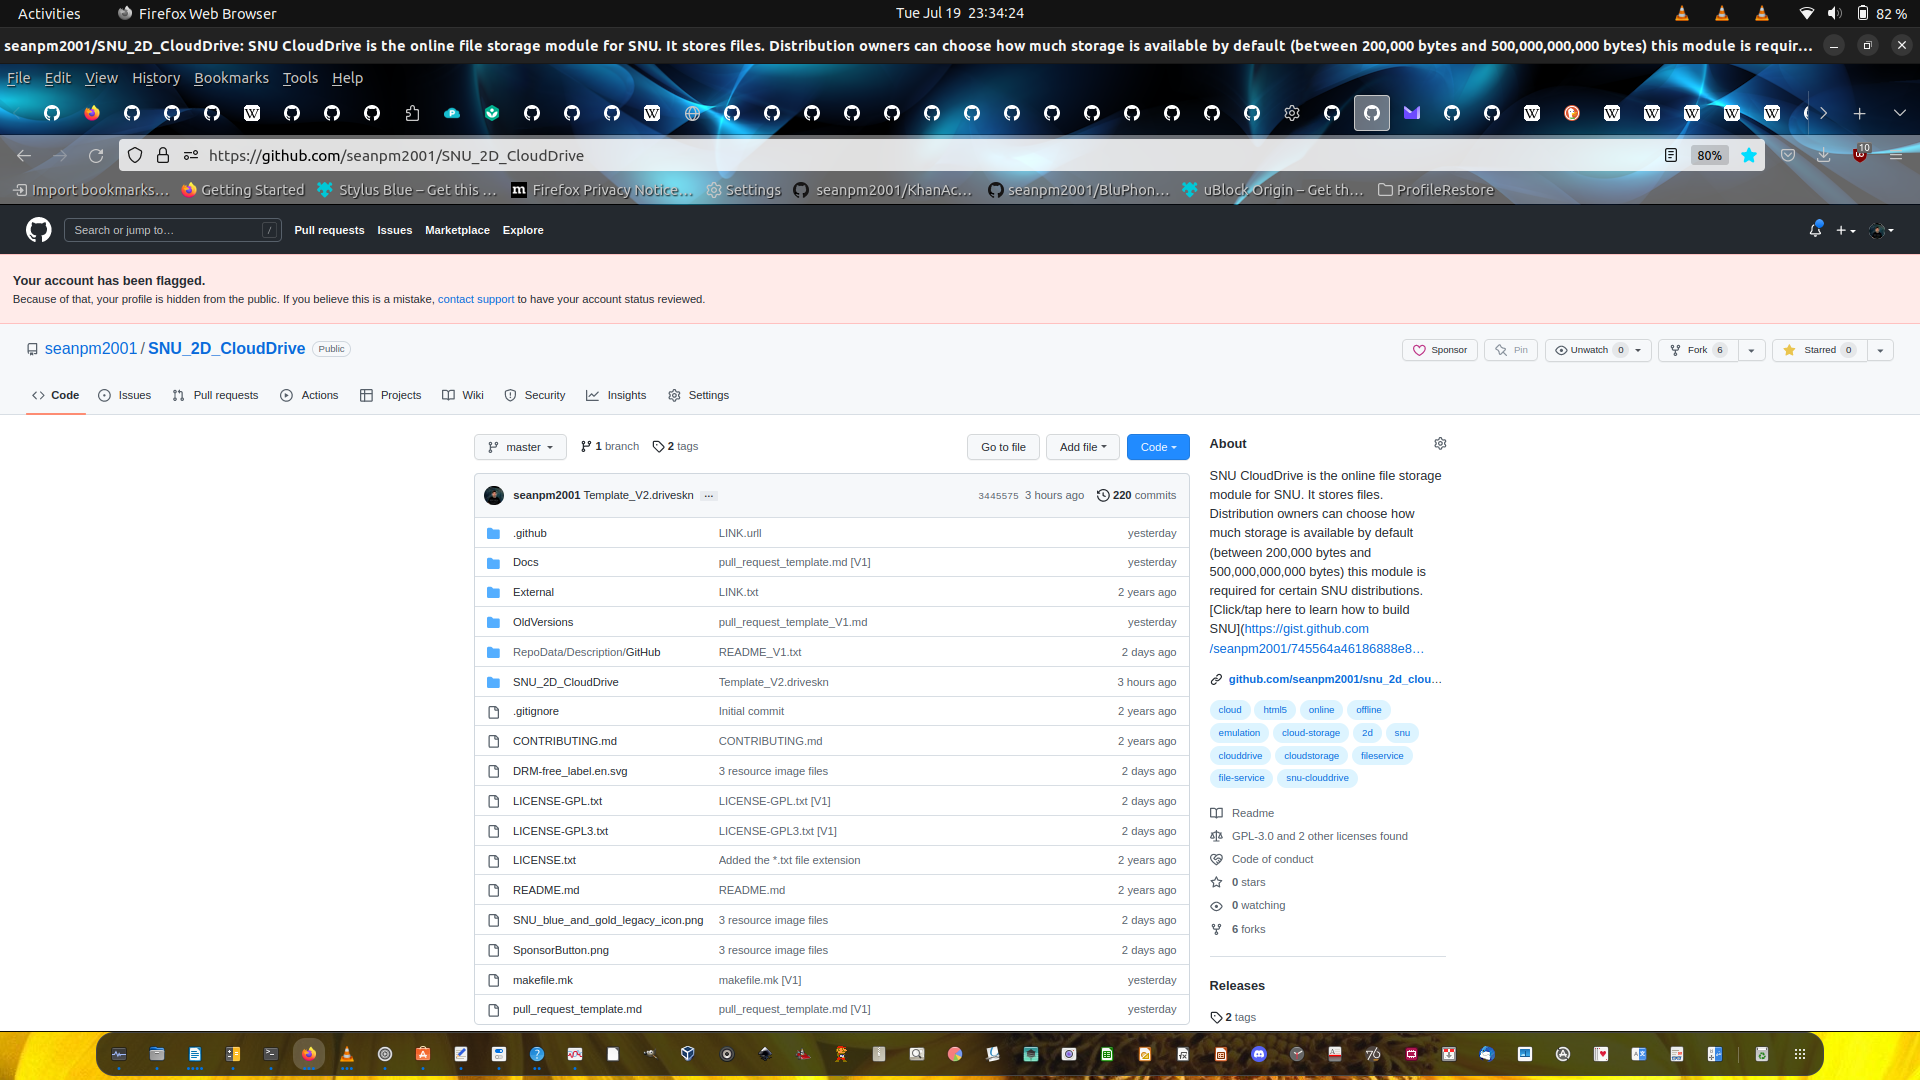 Activities
Firefox Web Browser
Tue Jul 19 23:34:24
82 %
seanpm2001/SNU_2D_CloudDrive: SNU CloudDrive is the online file storage module for SNU. It stores files. Distribution owners can choose how much storage is available by default (between 200,000 bytes and 500,000,000,000 bytes) this module is requir…
File Edit View History Bookmarks Tools Help
https://github.com/seanpm2001/SNU_2D_CloudDrive
80%
10
Import bookmarks… Getting Started Stylus Blue – Get this … Firefox Privacy Notice… Settings seanpm2001/KhanAc… seanpm2001/BluPhon… uBlock Origin – Get th… ProfileRestore
Search or jump to… / Pull requests Issues Marketplace Explore
Your account has been flagged.
Because of that, your profile is hidden from the public. If you believe this is a mistake, contact support to have your account status reviewed.
seanpm2001 / SNU_2D_CloudDrive Public
Sponsor Pin Unwatch 0 Fork 6 Starred 0
Code Issues Pull requests Actions Projects Wiki Security Insights Settings
master 1 branch 2 tags Go to file Add file Code
seanpm2001 Template_V2.driveskn … 3445575 3 hours ago 220 commits
.github LINK.urll yesterday
Docs pull_request_template.md [V1] yesterday
External LINK.txt 2 years ago
OldVersions pull_request_template_V1.md yesterday
RepoData/Description/GitHub README_V1.txt 2 days ago
SNU_2D_CloudDrive Template_V2.driveskn 3 hours ago
.gitignore Initial commit 2 years ago
CONTRIBUTING.md CONTRIBUTING.md 2 years ago
DRM-free_label.en.svg 3 resource image files 2 days ago
LICENSE-GPL.txt LICENSE-GPL.txt [V1] 2 days ago
LICENSE-GPL3.txt LICENSE-GPL3.txt [V1] 2 days ago
LICENSE.txt Added the *.txt file extension 2 years ago
README.md README.md 2 years ago
SNU_blue_and_gold_legacy_icon.png 3 resource image files 2 days ago
SponsorButton.png 3 resource image files 2 days ago
makefile.mk makefile.mk [V1] yesterday
pull_request_template.md pull_request_template.md [V1] yesterday
About
SNU CloudDrive is the online file storage
module for SNU. It stores files.
Distribution owners can choose how
much storage is available by default
(between 200,000 bytes and
500,000,000,000 bytes) this module is
required for certain SNU distributions.
[Click/tap here to learn how to build
SNU](https://gist.github.com
/seanpm2001/745564a46186888e8…
github.com/seanpm2001/snu_2d_clou…
cloud html5 online offline
emulation cloud-storage 2d snu
clouddrive cloudstorage fileservice
file-service snu-clouddrive
Readme
GPL-3.0 and 2 other licenses found
Code of conduct
0 stars
0 watching
6 forks
Releases
2 tags